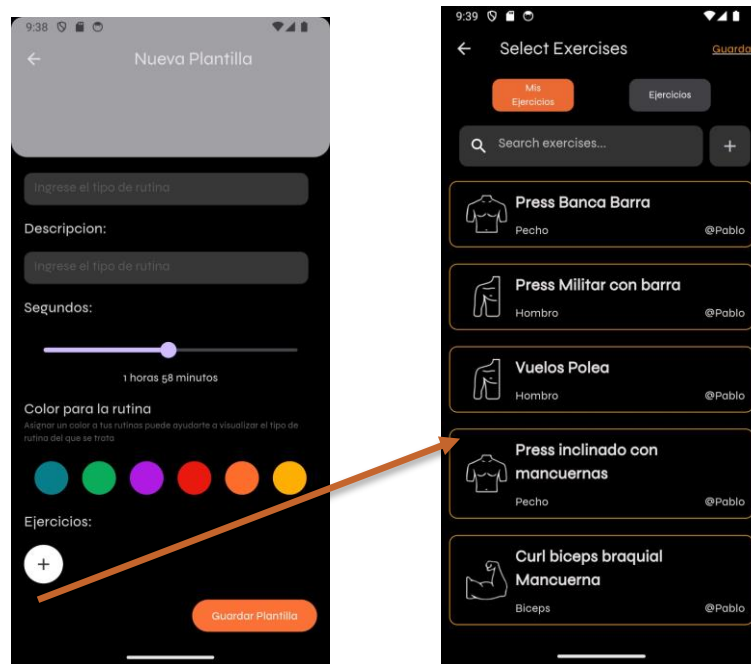 9:38
Nueva Plantilla
Ingrese el tipo de rutina
Descripcion:
Ingrese el tipo de rutina
Segundos:
1 horas 58 minutos
Color para la rutina
Asignar un color a tus rutinas puede ayudarte a visualizar el tipo de
rutina del que se trata
Ejercicios:
+
Guardar Plantilla
9:39
Select Exercises
Guarda
Mis
Ejercicios
Ejercicios
Search exercises...
+
Press Banca Barra
Pecho @Pablo
Press Militar con barra
Hombro @Pablo
Vuelos Polea
Hombro @Pablo
Press inclinado con
mancuernas
Pecho @Pablo
Curl biceps braquial
Mancuerna
Biceps @Pablo